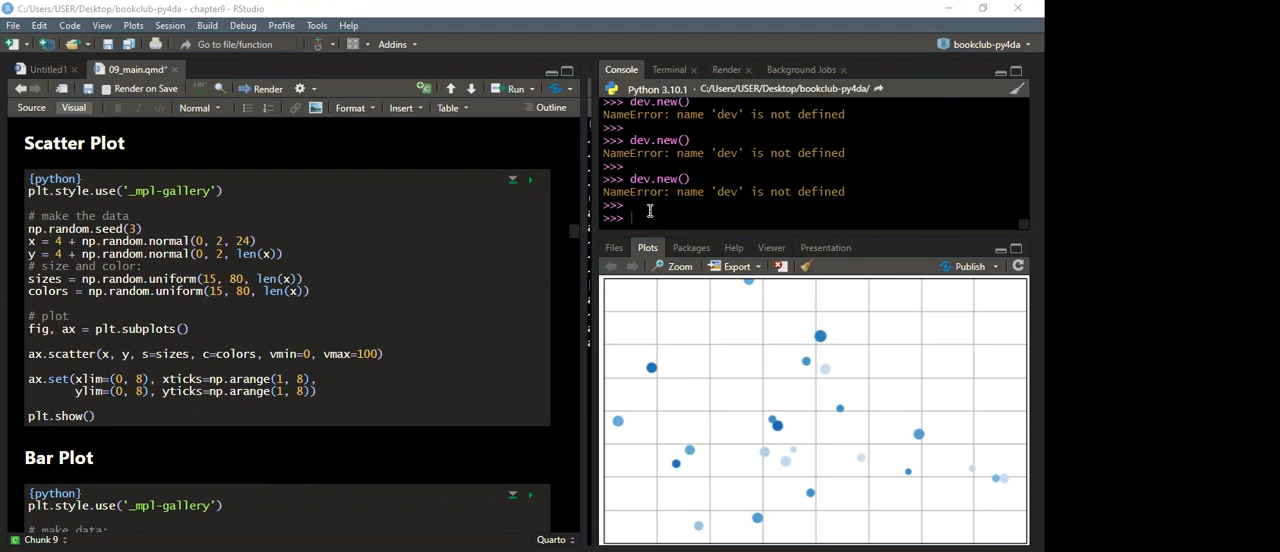 C:/Users/USER/Desktop/bookclub-py4da - chapter9 - RStudio
File Edit Code View Plots Session Build Debug Profile Tools Help
Go to file/function Addins bookclub-py4da
Untitled1 09_main.qmd*
Render on Save Render Run
Source Visual B I Normal Format Insert Table Outline
Scatter Plot
{python}
plt.style.use('_mpl-gallery')
# make the data
np.random.seed(3)
x = 4 + np.random.normal(0, 2, 24)
y = 4 + np.random.normal(0, 2, len(x))
# size and color:
sizes = np.random.uniform(15, 80, len(x))
colors = np.random.uniform(15, 80, len(x))
# plot
fig, ax = plt.subplots()
ax.scatter(x, y, s=sizes, c=colors, vmin=0, vmax=100)
ax.set(xlim=(0, 8), xticks=np.arange(1, 8),
ylim=(0, 8), yticks=np.arange(1, 8))
plt.show()
Bar Plot
{python}
plt.style.use('_mpl-gallery')
# make data:
Chunk 9 Quarto
Console Terminal Render Background Jobs
Python 3.10.1 · C:/Users/USER/Desktop/bookclub-py4da/
>>> dev.new()
NameError: name 'dev' is not defined
>>>
>>> dev.new()
NameError: name 'dev' is not defined
>>>
>>> dev.new()
NameError: name 'dev' is not defined
>>>
>>>
Files Plots Packages Help Viewer Presentation
Zoom Export Publish